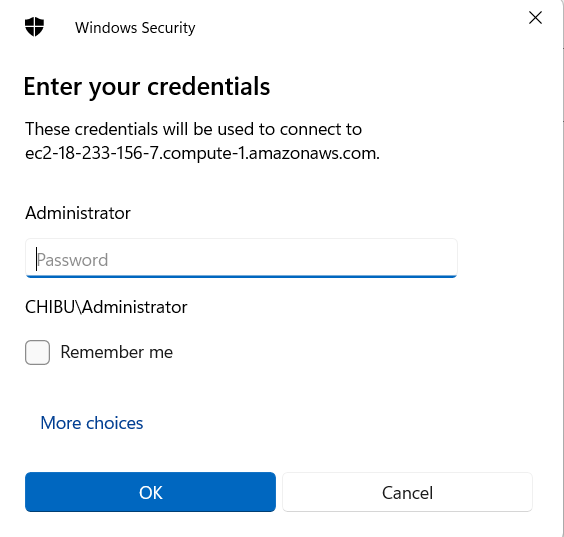 Windows Security
Enter your credentials
These credentials will be used to connect to
ec2-18-233-156-7.compute-1.amazonaws.com.
Administrator
Password
CHIBU\Administrator
Remember me
More choices
OK
Cancel